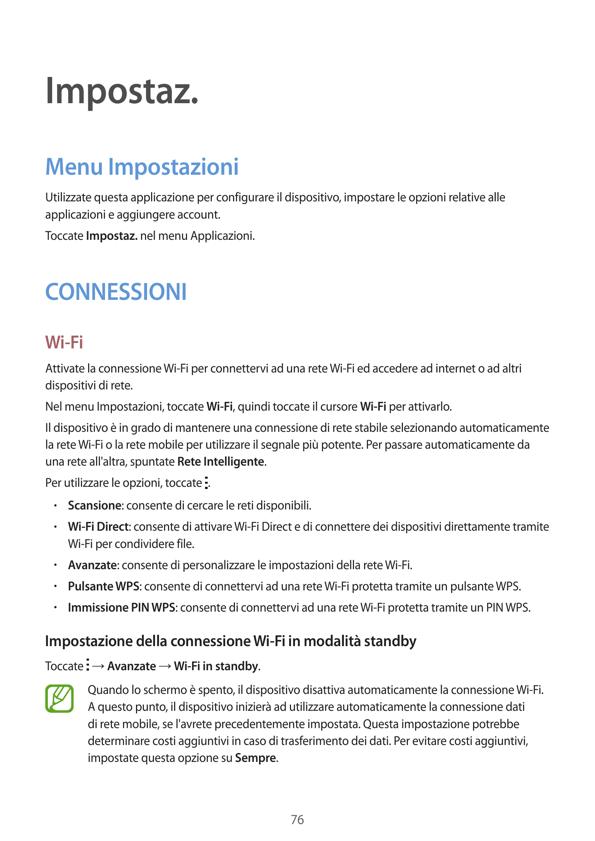 Impostaz.
Menu Impostazioni
Utilizzate questa applicazione per configurare il dispositivo, impostare le opzioni relative alle
applicazioni e aggiungere account.
Toccate Impostaz. nel menu Applicazioni.
CONNESSIONI
Wi-Fi
Attivate la connessione Wi-Fi per connettervi ad una rete Wi-Fi ed accedere ad internet o ad altri
dispositivi di rete.
Nel menu Impostazioni, toccate Wi-Fi, quindi toccate il cursore Wi-Fi per attivarlo.
Il dispositivo è in grado di mantenere una connessione di rete stabile selezionando automaticamente
la rete Wi-Fi o la rete mobile per utilizzare il segnale più potente. Per passare automaticamente da
una rete all'altra, spuntate Rete Intelligente.
Per utilizzare le opzioni, toccate .
• Scansione: consente di cercare le reti disponibili.
• Wi-Fi Direct: consente di attivare Wi-Fi Direct e di connettere dei dispositivi direttamente tramite
Wi-Fi per condividere file.
• Avanzate: consente di personalizzare le impostazioni della rete Wi-Fi.
• Pulsante WPS: consente di connettervi ad una rete Wi-Fi protetta tramite un pulsante WPS.
• Immissione PIN WPS: consente di connettervi ad una rete Wi-Fi protetta tramite un PIN WPS.
Impostazione della connessione Wi-Fi in modalità standby
Toccate → Avanzate → Wi-Fi in standby.
Quando lo schermo è spento, il dispositivo disattiva automaticamente la connessione Wi-Fi.
A questo punto, il dispositivo inizierà ad utilizzare automaticamente la connessione dati
di rete mobile, se l'avrete precedentemente impostata. Questa impostazione potrebbe
determinare costi aggiuntivi in caso di trasferimento dei dati. Per evitare costi aggiuntivi,
impostate questa opzione su Sempre.
76